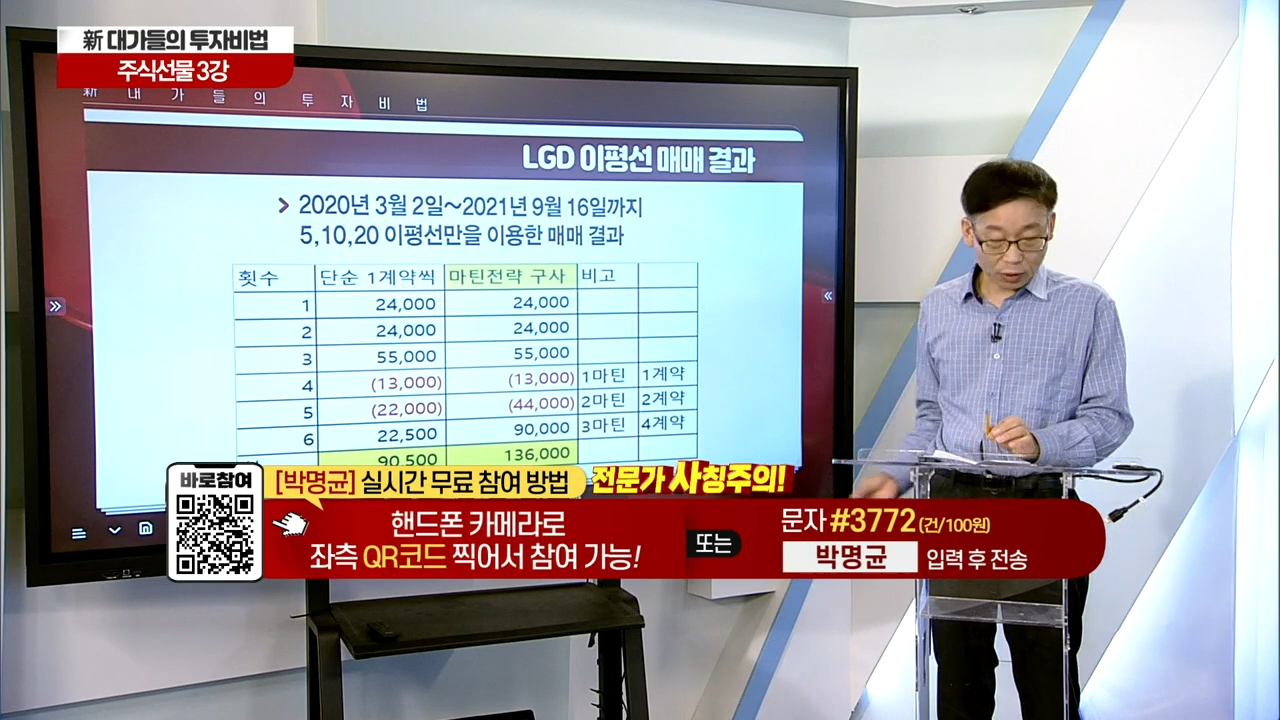 新 대가들의 투자비법
주식선물 3강
新 내 가 들 의 투 자 비 법
LGD 이평선 매매 결과
2020년 3월 2일~2021년 9월 16일까지
5,10,20 이평선만을 이용한 매매 결과
횟수 단순 1계약씩 마틴전략 구사 비고
1 24,000 24,000
2 24,000 24,000
3 55,000 55,000
4 (13,000) (13,000) 1마틴 1계약
5 (22,000) (44,000) 2마틴 2계약
6 22,500 90,000 3마틴 4계약
90,500 136,000
바로참여
[박명균] 실시간 무료 참여 방법
전문가 사칭주의!
핸드폰 카메라로
좌측 QR코드 찍어서 참여 가능!
또는
문자 #3772 (건/100원)
박명균 입력 후 전송